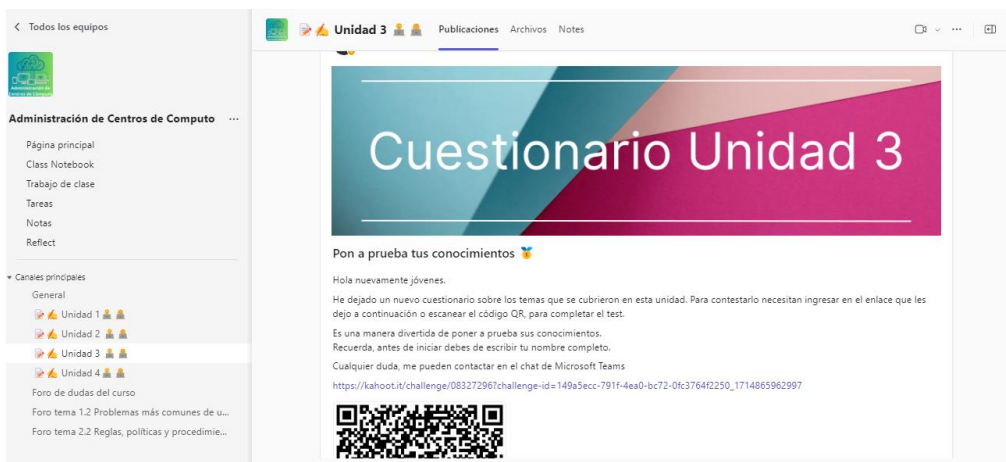 Todos los equipos
Administración de Centros de Computo
Página principal
Class Notebook
Trabajo de clase
Tareas
Notas
Reflect
Canales principales
General
Unidad 1
Unidad 2
Unidad 3
Unidad 4
Foro de dudas del curso
Foro tema 1.2 Problemas más comunes de u...
Foro tema 2.2 Reglas, políticas y procedimie...
Unidad 3 Publicaciones Archivos Notes
Cuestionario Unidad 3
Pon a prueba tus conocimientos
Hola nuevamente jóvenes.
He dejado un nuevo cuestionario sobre los temas que se cubrieron en esta unidad. Para contestarlo necesitan ingresar en el enlace que les
dejo a continuación o escanear el código QR, para completar el test.
Es una manera divertida de poner a prueba sus conocimientos.
Recuerda, antes de iniciar debes de escribir tu nombre completo.
Cualquier duda, me pueden contactar en el chat de Microsoft Teams
https://kahoot.it/challenge/08327296?challenge-id=149a5ecc-791f-4ea0-bc72-0fc3764f2250_1714865962997